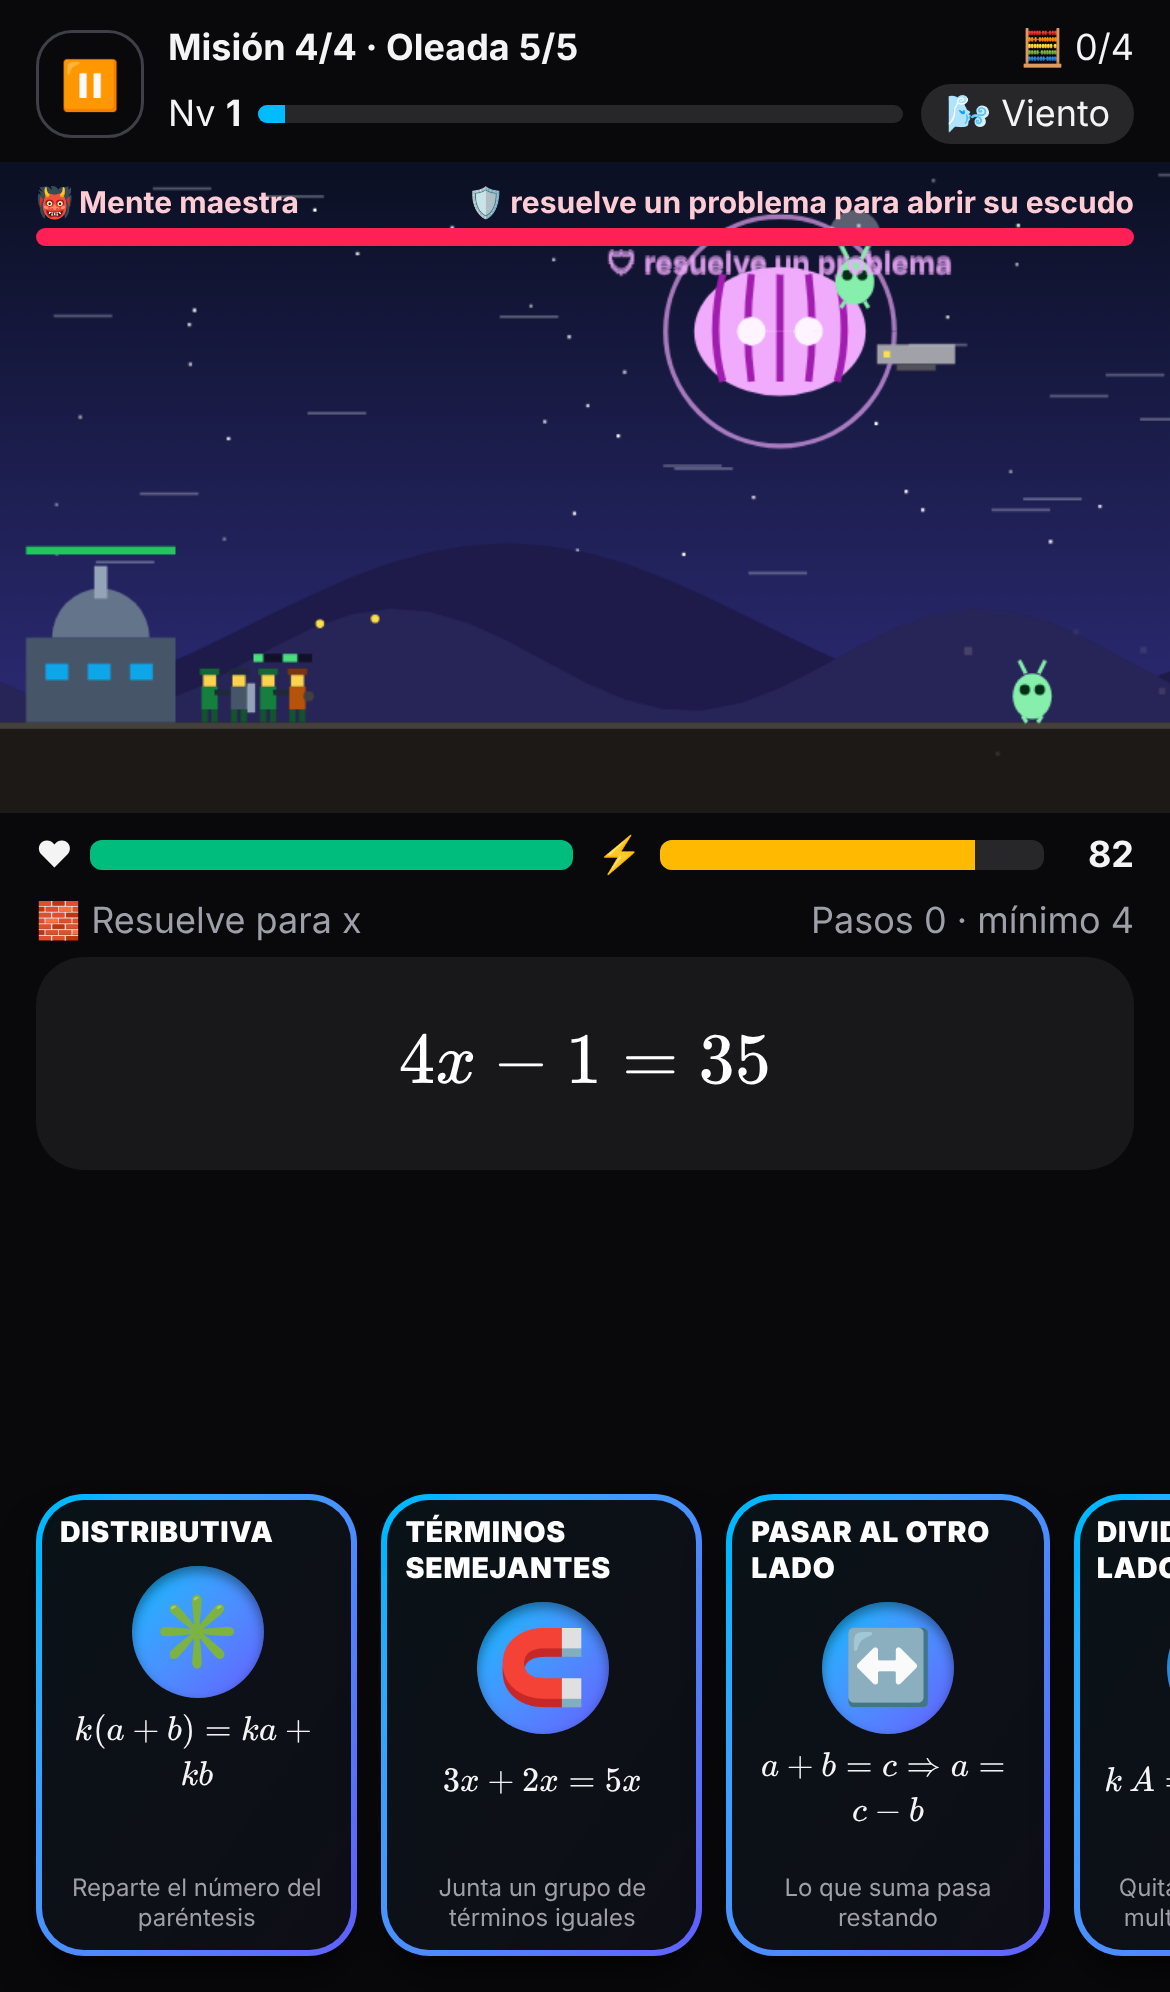 Misión 4/4 · Oleada 5/5
🧮 0/4
Nv 1
🌬️ Viento
👹 Mente maestra
🛡️ resuelve un problema para abrir su escudo
🛡 resuelve un problema
82
🧱 Resuelve para x
Pasos 0 · mínimo 4
4x − 1 = 35
DISTRIBUTIVA
k(a + b) = ka +
kb
Reparte el número del
paréntesis
TÉRMINOS
SEMEJANTES
3x + 2x = 5x
Junta un grupo de
términos iguales
PASAR AL OTRO
LADO
a + b = c ⇒ a =
c − b
Lo que suma pasa
restando
k A